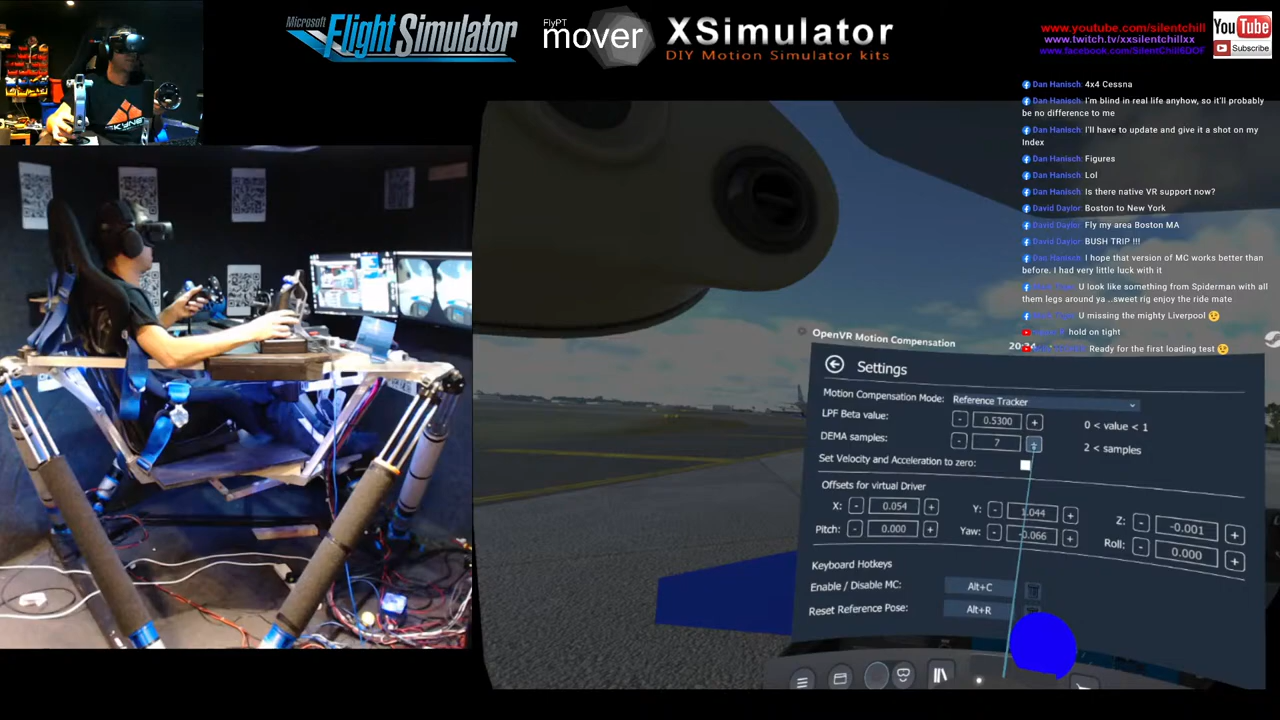 Microsoft
Flight Simulator
FlyPT
mover
XSimulator
DIY Motion Simulator kits
www.youtube.com/silentchill
www.twitch.tv/xxsilentchillxx
www.facebook.com/SilentChill6DOF
YouTube
Subscribe
Dan Hanisch: 4x4 Cessna
Dan Hanisch: I'm blind in real life anyhow, so it'll probably
be no difference to me
Dan Hanisch: I'll have to update and give it a shot on my
Index
Dan Hanisch: Figures
Dan Hanisch: Lol
Dan Hanisch: Is there native VR support now?
David Daylor: Boston to New York
David Daylor: Fly my area Boston MA
David Daylor: BUSH TRIP !!!
Dan Hanisch: I hope that version of MC works better than
before. I had very little luck with it
U look like something from Spiderman with all
them legs around ya ..sweet rig enjoy the ride mate
U missing the mighty Liverpool 😉
hold on tight
Ready for the first loading test 😉
OpenVR Motion Compensation
Settings
Motion Compensation Mode: Reference Tracker
LPF Beta value: - 0.5300 + 0 < value < 1
DEMA samples: - 7 + 2 < samples
Set Velocity and Acceleration to zero:
Offsets for virtual Driver
X: - 0.054 + Y: - 1.044 + Z: - -0.001 +
Pitch: - 0.000 + Yaw: - -0.066 + Roll: - 0.000 +
Keyboard Hotkeys
Enable / Disable MC: Alt+C
Reset Reference Pose: Alt+R